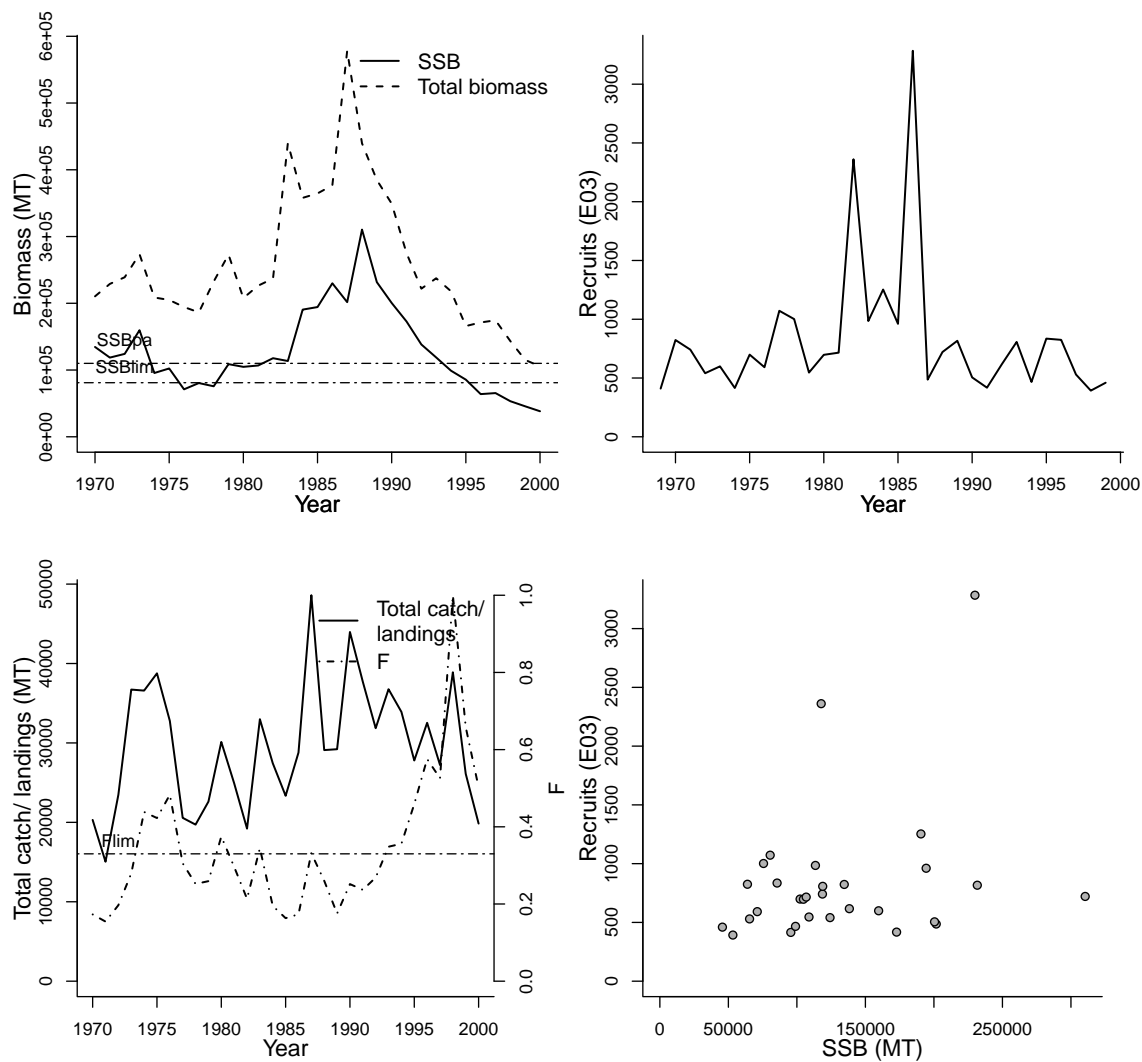 SSB
Total biomass
SSBpa
SSBlim
Biomass (MT)
0e+00
1e+05
2e+05
3e+05
4e+05
5e+05
6e+05
1970 1975 1980 1985 1990 1995 2000
Year
Recruits (E03)
0
500
1000
1500
2000
2500
3000
1970 1975 1980 1985 1990 1995 2000
Year
Total catch/
landings
F
Flim
Total catch/ landings (MT)
0
10000
20000
30000
40000
50000
0.0
0.2
0.4
0.6
0.8
1.0
F
1970 1975 1980 1985 1990 1995 2000
Year
Recruits (E03)
0
500
1000
1500
2000
2500
3000
0 50000 150000 250000
SSB (MT)